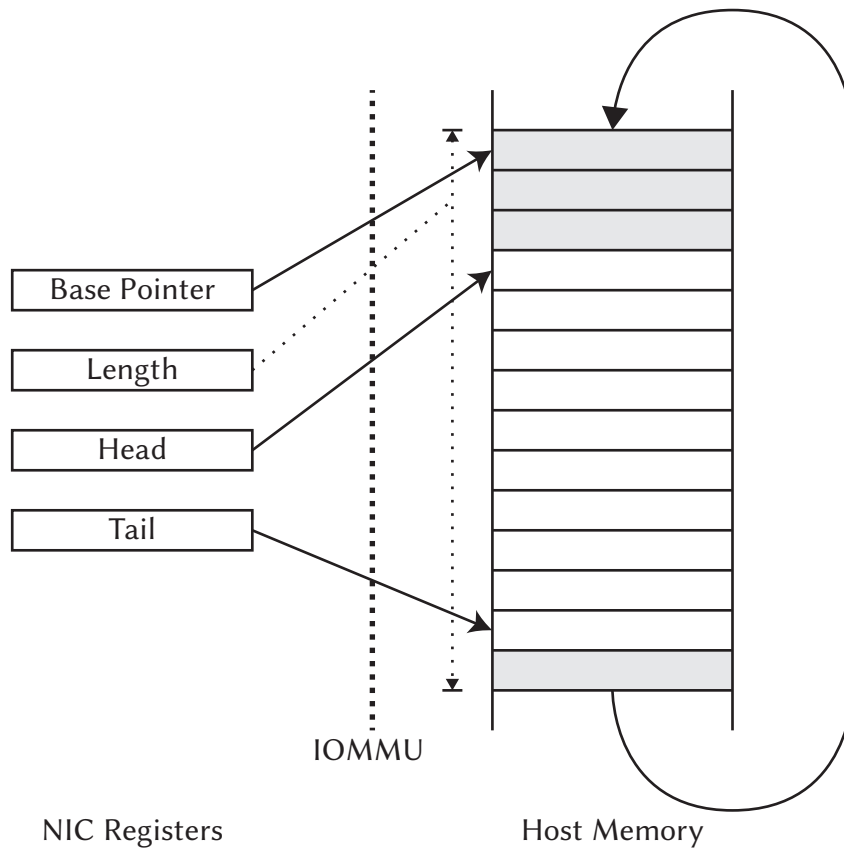 Base Pointer
Length
Head
Tail
IOMMU
NIC Registers
Host Memory